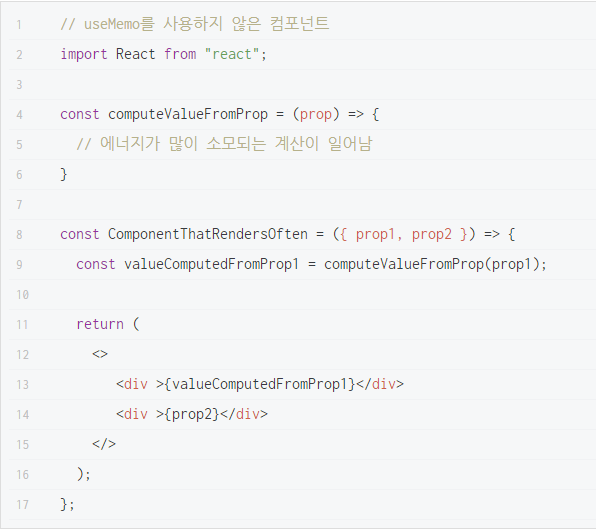 1 // useMemo를 사용하지 않은 컴포넌트
2 import React from "react";
3
4 const computeValueFromProp = (prop) => {
5 // 에너지가 많이 소모되는 계산이 일어남
6 }
7
8 const ComponentThatRendersOften = ({ prop1, prop2 }) => {
9 const valueComputedFromProp1 = computeValueFromProp(prop1);
10
11 return (
12 <>
13 <div >{valueComputedFromProp1}</div>
14 <div >{prop2}</div>
15 </>
16 );
17 };